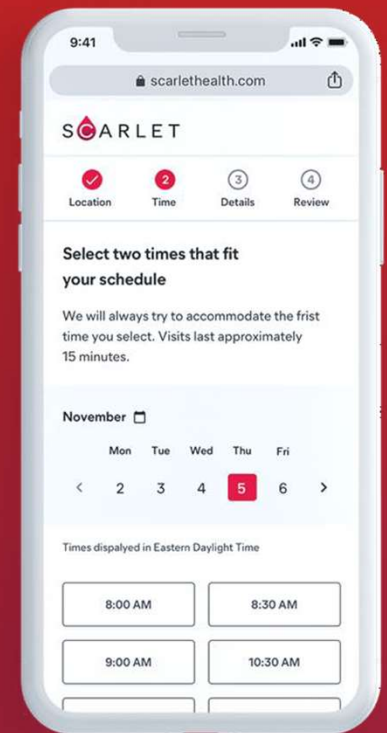 9:41
scarlethealth.com
SCARLET
2 3 4
Location Time Details Review
Select two times that fit
your schedule
We will always try to accommodate the frist
time you select. Visits last approximately
15 minutes.
November
Mon Tue Wed Thu Fri
< 2 3 4 5 6 >
Times dispalyed in Eastern Daylight Time
8:00 AM 8:30 AM
9:00 AM 10:30 AM